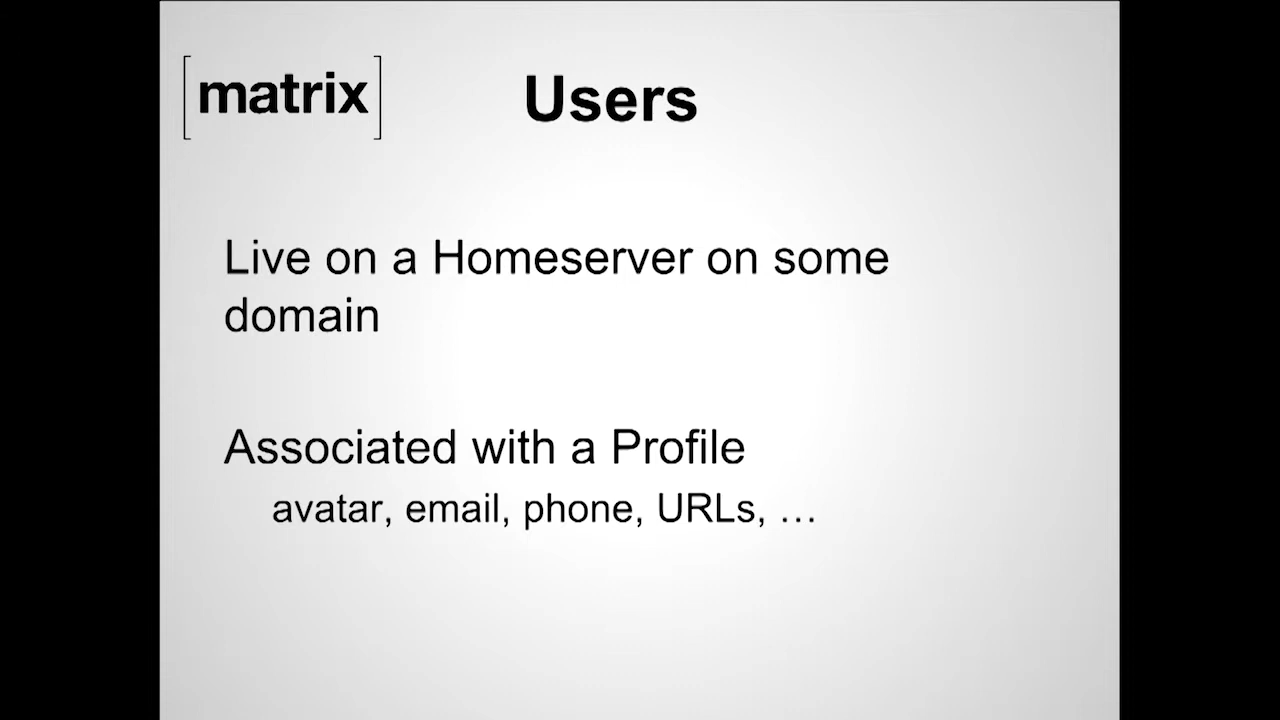 [matrix]
Users
Live on a Homeserver on some
domain
Associated with a Profile
avatar, email, phone, URLs, …